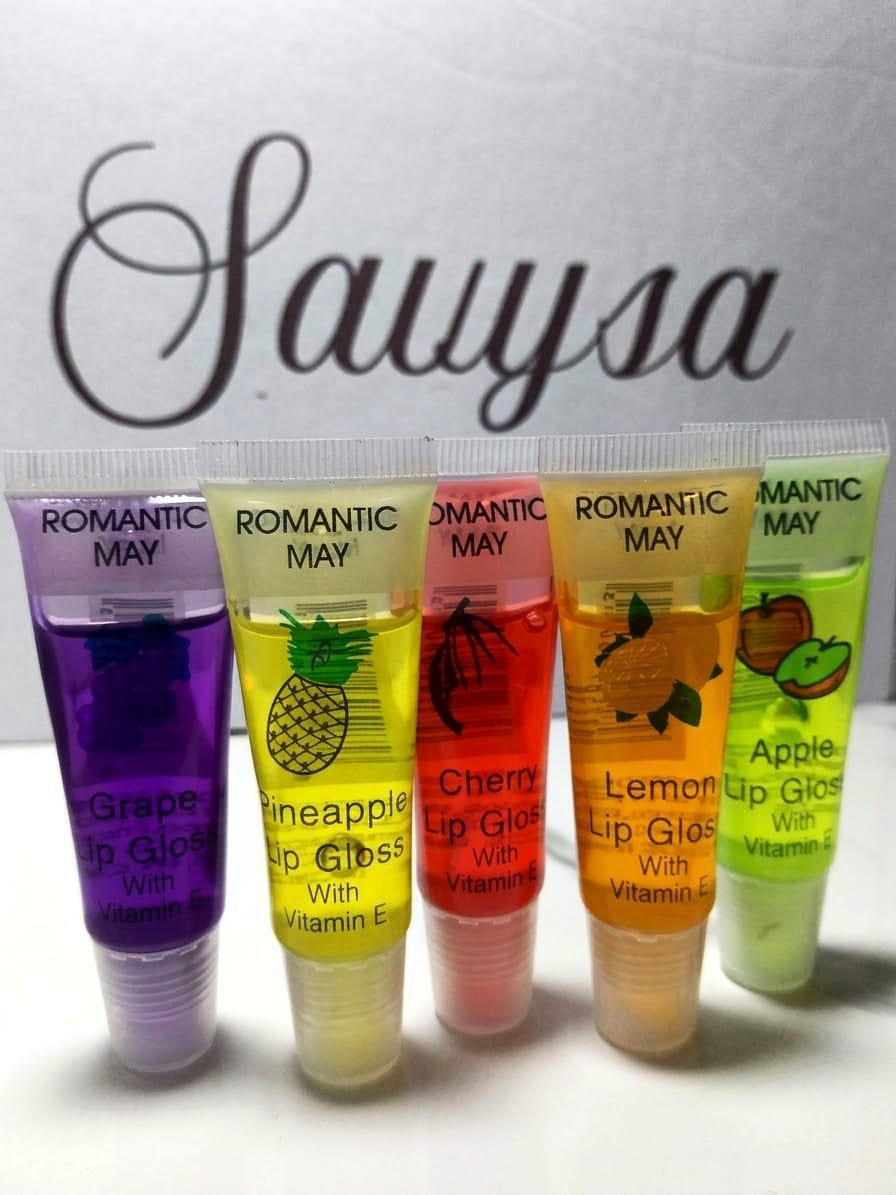 Savysa
ROMANTIC
MAY
Grape
Lip Gloss
With
Vitamin E
ROMANTIC
MAY
Pineapple
Lip Gloss
With
Vitamin E
ROMANTIC
MAY
Cherry
Lip Gloss
With
Vitamin E
ROMANTIC
MAY
Lemon
Lip Gloss
With
Vitamin E
ROMANTIC
MAY
Apple
Lip Gloss
With
Vitamin E